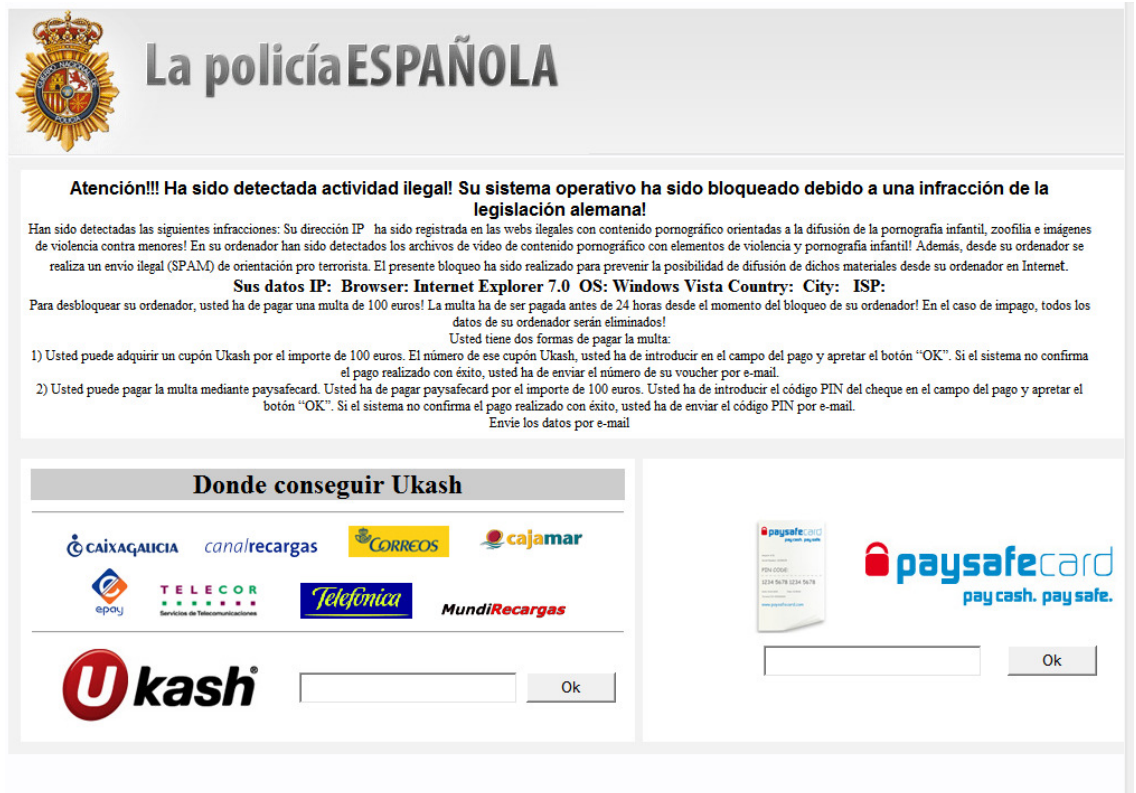 La policía ESPAÑOLA
Atención!!! Ha sido detectada actividad ilegal! Su sistema operativo ha sido bloqueado debido a una infracción de la
legislación alemana!
Han sido detectadas las siguientes infracciones: Su dirección IP ha sido registrada en las webs ilegales con contenido pornográfico orientadas a la difusión de la pornografía infantil, zoofilia e imágenes
de violencia contra menores! En su ordenador han sido detectados los archivos de video de contenido pornográfico con elementos de violencia y pornografía infantil! Además, desde su ordenador se
realiza un envío ilegal (SPAM) de orientación pro terrorista. El presente bloqueo ha sido realizado para prevenir la posibilidad de difusión de dichos materiales desde su ordenador en Internet.
Sus datos IP: Browser: Internet Explorer 7.0 OS: Windows Vista Country: City: ISP:
Para desbloquear su ordenador, usted ha de pagar una multa de 100 euros! La multa ha de ser pagada antes de 24 horas desde el momento del bloqueo de su ordenador! En el caso de impago, todos los
datos de su ordenador serán eliminados!
Usted tiene dos formas de pagar la multa:
1) Usted puede adquirir un cupón Ukash por el importe de 100 euros. El número de ese cupón Ukash, usted ha de introducir en el campo del pago y apretar el botón “OK”. Si el sistema no confirma
el pago realizado con éxito, usted ha de enviar el número de su voucher por e-mail.
2) Usted puede pagar la multa mediante paysafecard. Usted ha de pagar paysafecard por el importe de 100 euros. Usted ha de introducir el código PIN del cheque en el campo del pago y apretar el
botón “OK”. Si el sistema no confirma el pago realizado con éxito, usted ha de enviar el código PIN por e-mail.
Envíe los datos por e-mail
Donde conseguir Ukash
CAIXAGALICIA canalrecargas CORREOS cajamar
epay TELECOR Telefónica MundiRecargas
Servicios de Telecomunicaciones
Ukash Ok
paysafecard
pay cash. pay safe.
PIN CODE
1234 5678 1234 5678
www.paysafecard.com
paysafecard
pay cash. pay safe.
Ok